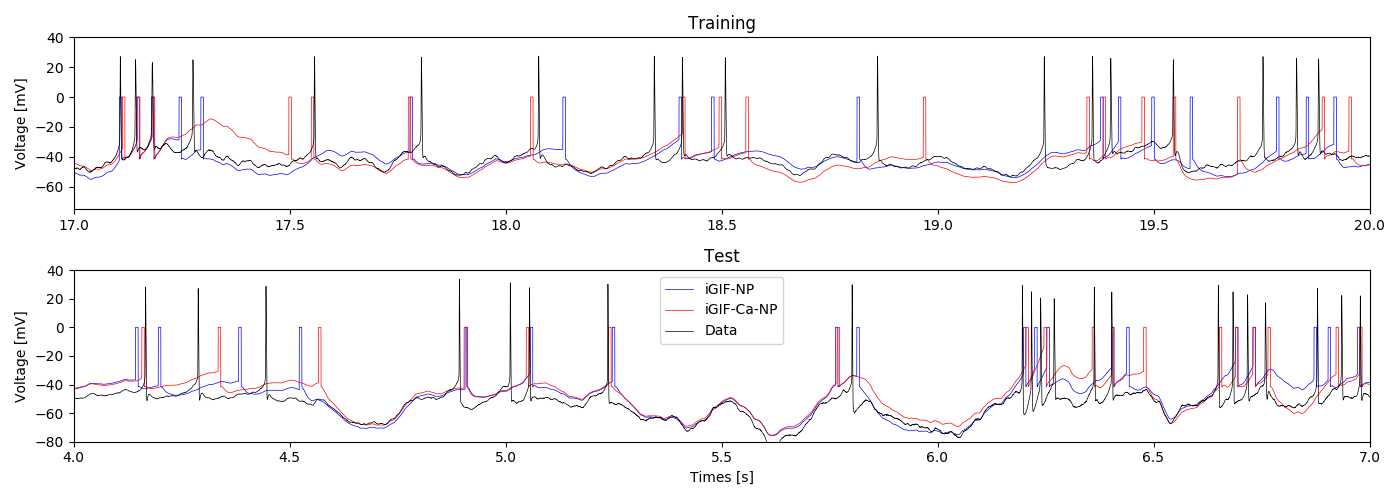 Training
Voltage [mV]
40
20
0
−20
−40
−60
17.0 17.5 18.0 18.5 19.0 19.5 20.0
Test
Voltage [mV]
40
20
0
−20
−40
−60
−80
iGIF-NP
iGIF-Ca-NP
Data
4.0 4.5 5.0 5.5 6.0 6.5 7.0
Times [s]